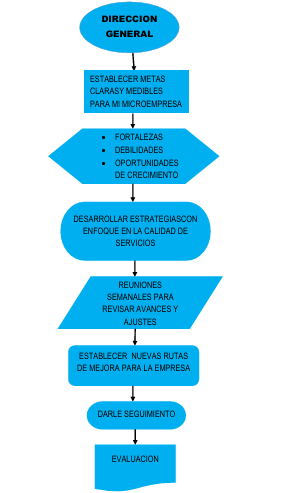 DIRECCION
GENERAL
ESTABLECER METAS
CLARASY MEDIBLES
PARA MI MICROEMPRESA
• FORTALEZAS
• DEBILIDADES
• OPORTUNIDADES
DE CRECIMIENTO
DESARROLLAR ESTRATEGIASCON
ENFOQUE EN LA CALIDAD DE
SERVICIOS
REUNIONES
SEMANALES PARA
REVISAR AVANCES Y
AJUSTES
ESTABLECER NUEVAS RUTAS
DE MEJORA PARA LA EMPRESA
DARLE SEGUIMIENTO
EVALUACION